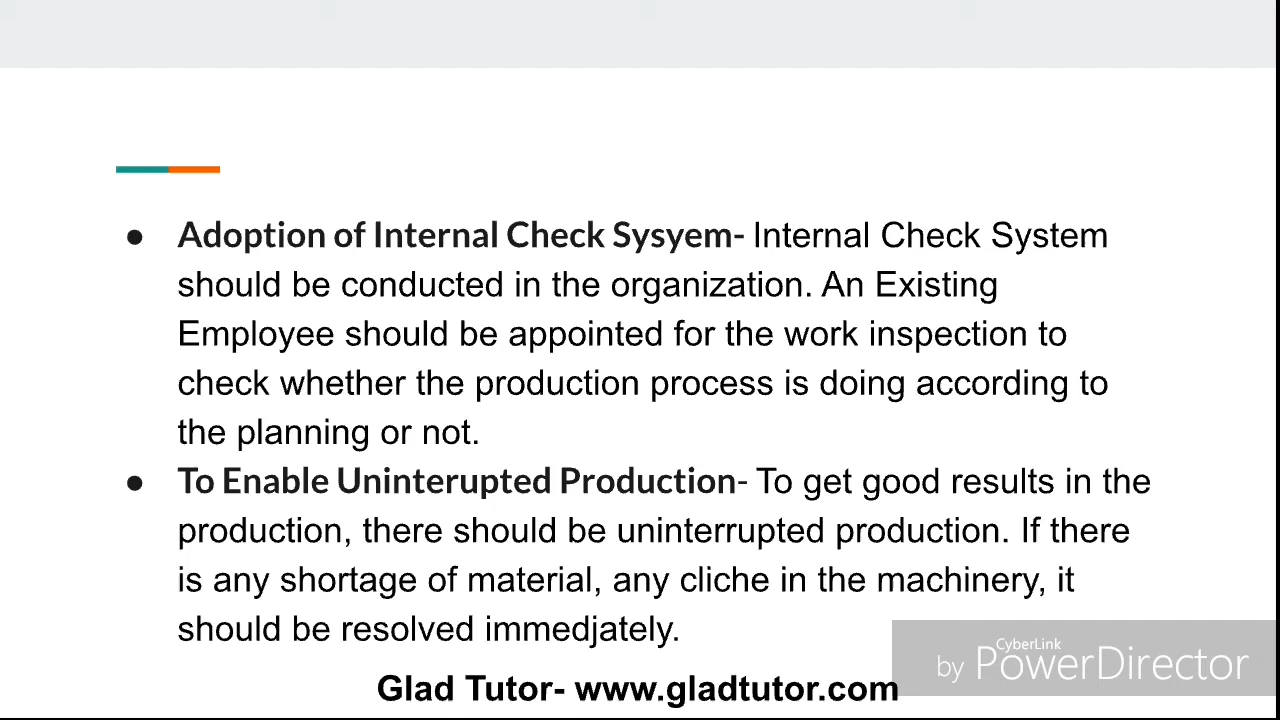 ● Adoption of Internal Check Sysyem- Internal Check System
should be conducted in the organization. An Existing
Employee should be appointed for the work inspection to
check whether the production process is doing according to
the planning or not.
● To Enable Uninterupted Production- To get good results in the
production, there should be uninterrupted production. If there
is any shortage of material, any cliche in the machinery, it
should be resolved immedjately.
CyberLink
by PowerDirector
Glad Tutor- www.gladtutor.com